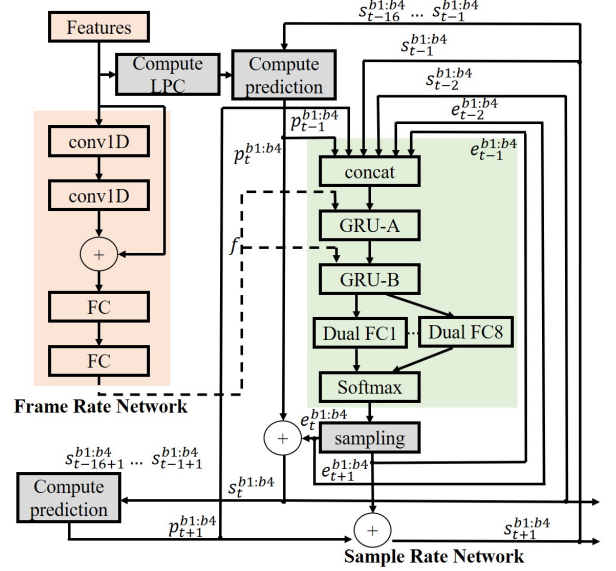 Features
s_{t-16}^{b1:b4} ... s_{t-1}^{b1:b4}
s_{t-1}^{b1:b4}
Compute LPC
Compute prediction
s_{t-2}^{b1:b4}
e_{t-2}^{b1:b4}
p_{t-1}^{b1:b4}
e_{t-1}^{b1:b4}
p_t^{b1:b4}
conv1D
concat
conv1D
GRU-A
+
f
GRU-B
FC
Dual FC1 ... Dual FC8
FC
Softmax
Frame Rate Network
e_t^{b1:b4}
+
sampling
s_{t-16+1}^{b1:b4} ... s_{t-1+1}^{b1:b4}
e_{t+1}^{b1:b4}
Compute prediction
s_t^{b1:b4}
p_{t+1}^{b1:b4}
+
s_{t+1}^{b1:b4}
Sample Rate Network